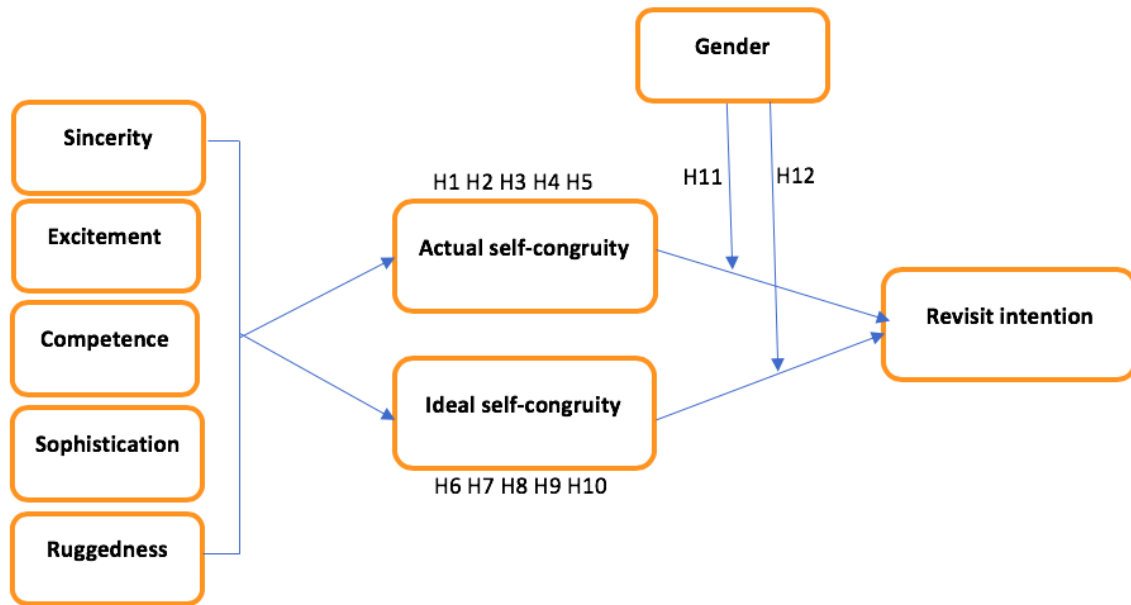 Gender
Sincerity
H1 H2 H3 H4 H5
H11
H12
Excitement
Actual self-congruity
Competence
Revisit intention
Ideal self-congruity
Sophistication
H6 H7 H8 H9 H10
Ruggedness